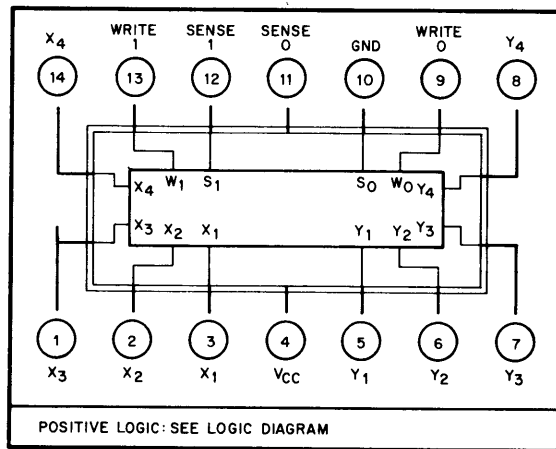 X4 WRITE 1 SENSE 1 SENSE 0 GND WRITE 0 Y4
14 13 12 11 10 9 8
X4 W1 S1 S0 W0 Y4
X3 X2 X1 Y1 Y2 Y3
1 2 3 4 5 6 7
X3 X2 X1 VCC Y1 Y2 Y3
POSITIVE LOGIC: SEE LOGIC DIAGRAM